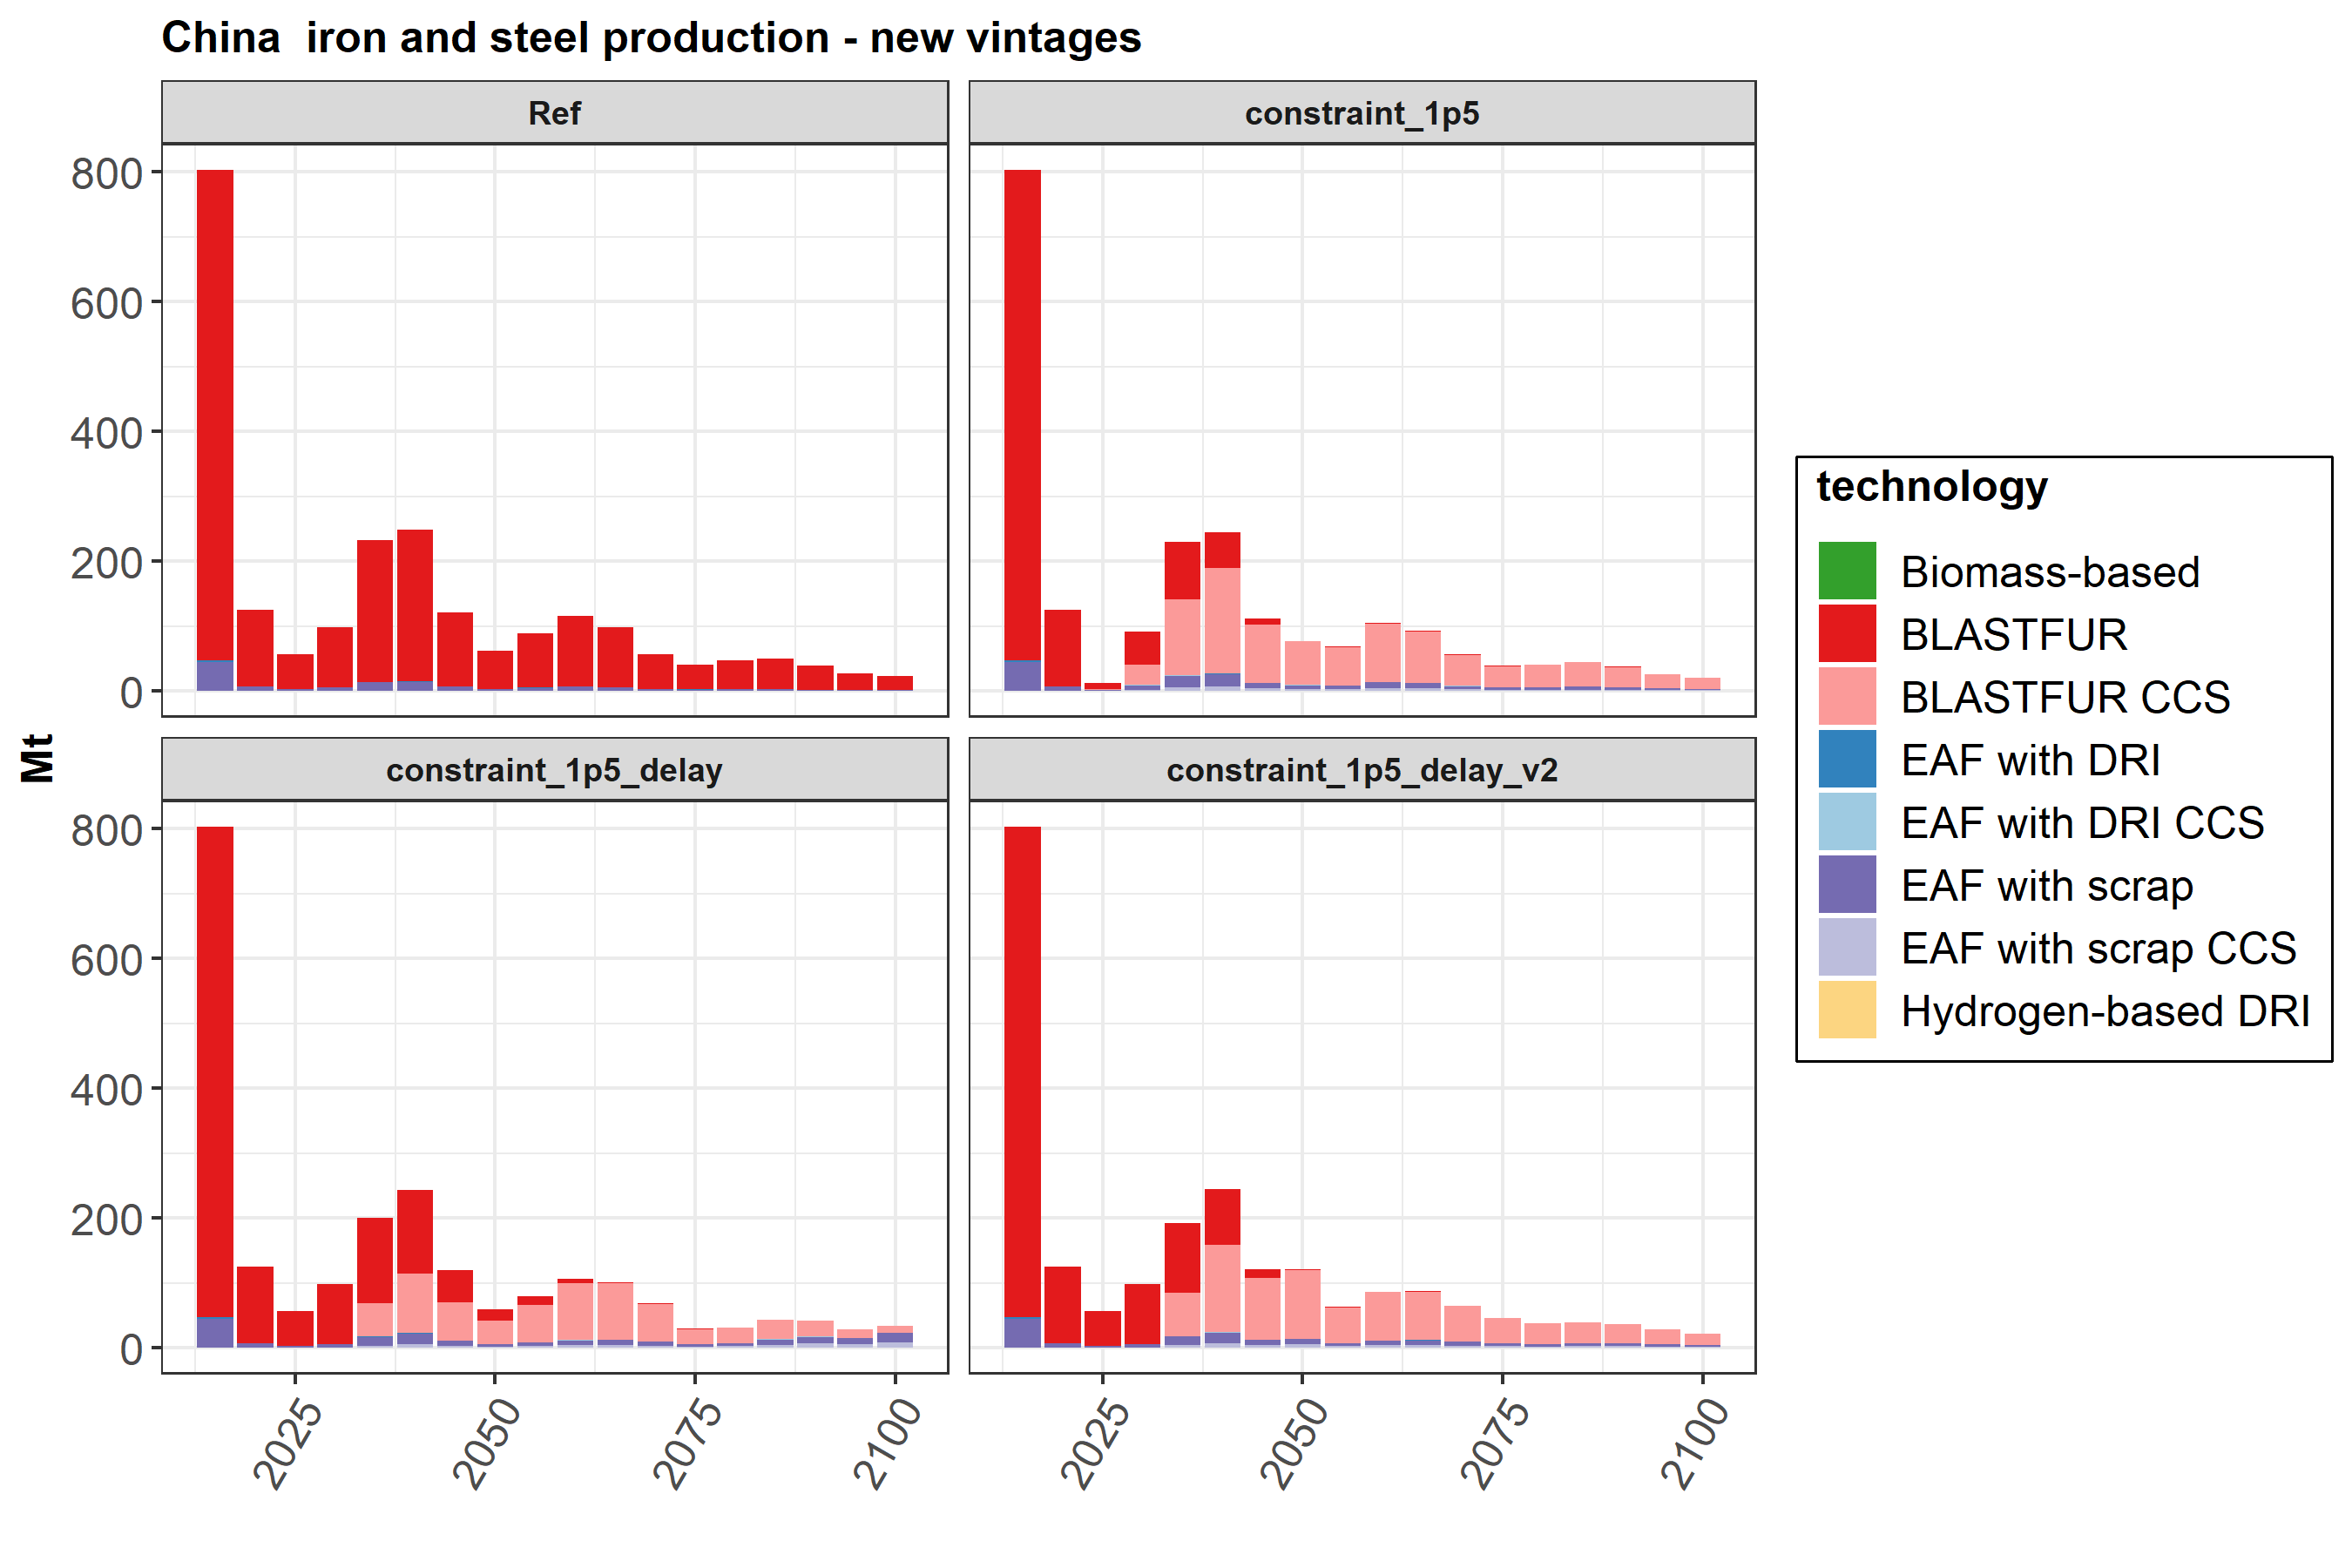 China  iron and steel production - new vintages
Ref
constraint_1p5
800
600
400
200
0
Mt
constraint_1p5_delay
constraint_1p5_delay_v2
800
600
400
200
0
2025
2050
2075
2100
2025
2050
2075
2100
technology
Biomass-based
BLASTFUR
BLASTFUR CCS
EAF with DRI
EAF with DRI CCS
EAF with scrap
EAF with scrap CCS
Hydrogen-based DRI